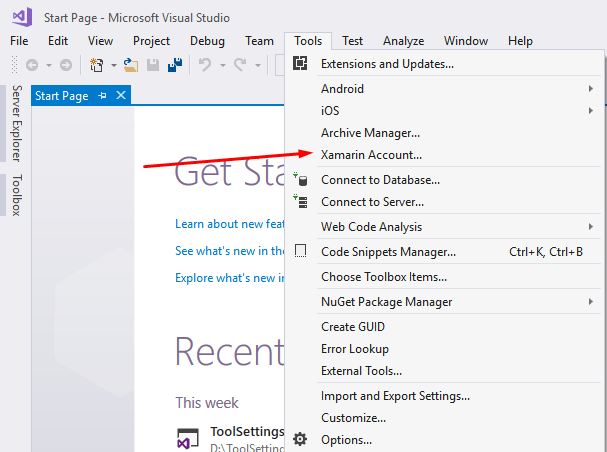 Start Page - Microsoft Visual Studio
File Edit View Project Debug Team Tools Test Analyze Window Help
Server Explorer
Toolbox
Start Page
Get Sta
Learn about new feat
See what's new in the
Explore what's new in
Recent
This week
ToolSettings
D:\ToolSetting
Extensions and Updates...
Android
iOS
Archive Manager...
Xamarin Account...
Connect to Database...
Connect to Server...
Web Code Analysis
Code Snippets Manager... Ctrl+K, Ctrl+B
Choose Toolbox Items...
NuGet Package Manager
Create GUID
Error Lookup
External Tools...
Import and Export Settings...
Customize...
Options...